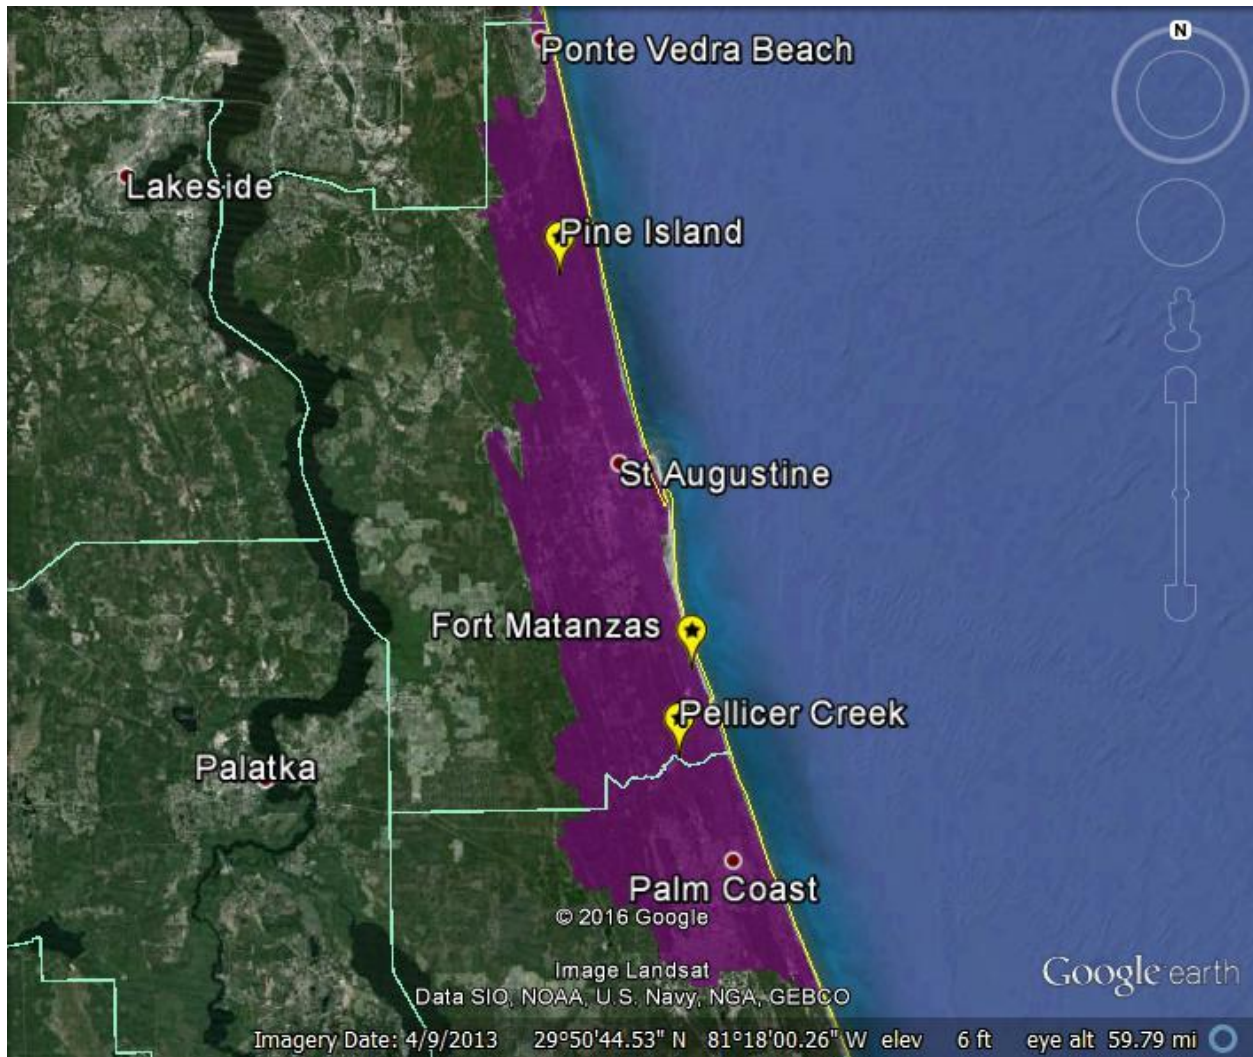 N
Ponte Vedra Beach
Lakeside
Pine Island
St Augustine
Fort Matanzas
Pellicer Creek
Palatka
Palm Coast
© 2016 Google
Image Landsat
Data SIO, NOAA, U.S. Navy, NGA, GEBCO
Google earth
Imagery Date: 4/9/2013 29°50'44.53" N 81°18'00.26" W elev 6 ft eye alt 59.79 mi